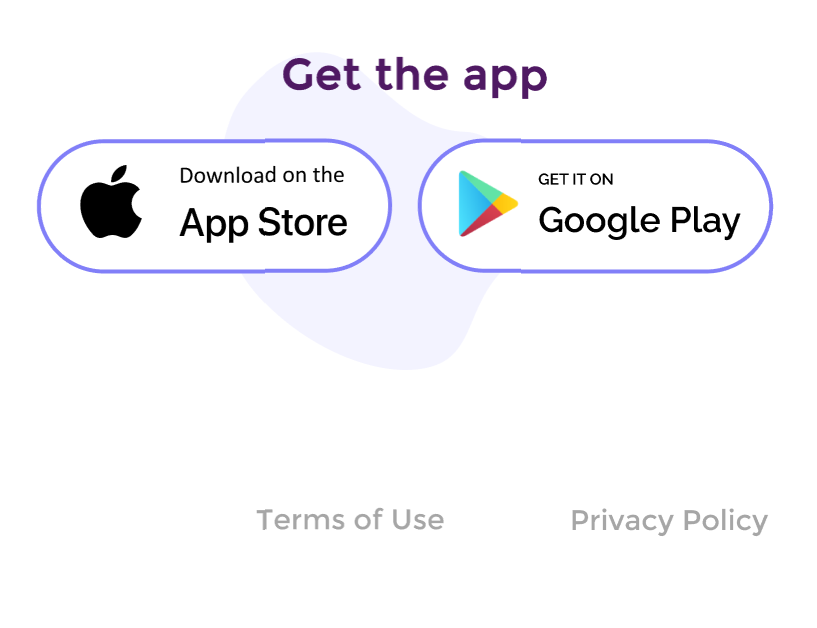 Get the app
Download on the
App Store
GET IT ON
Google Play
Terms of Use
Privacy Policy